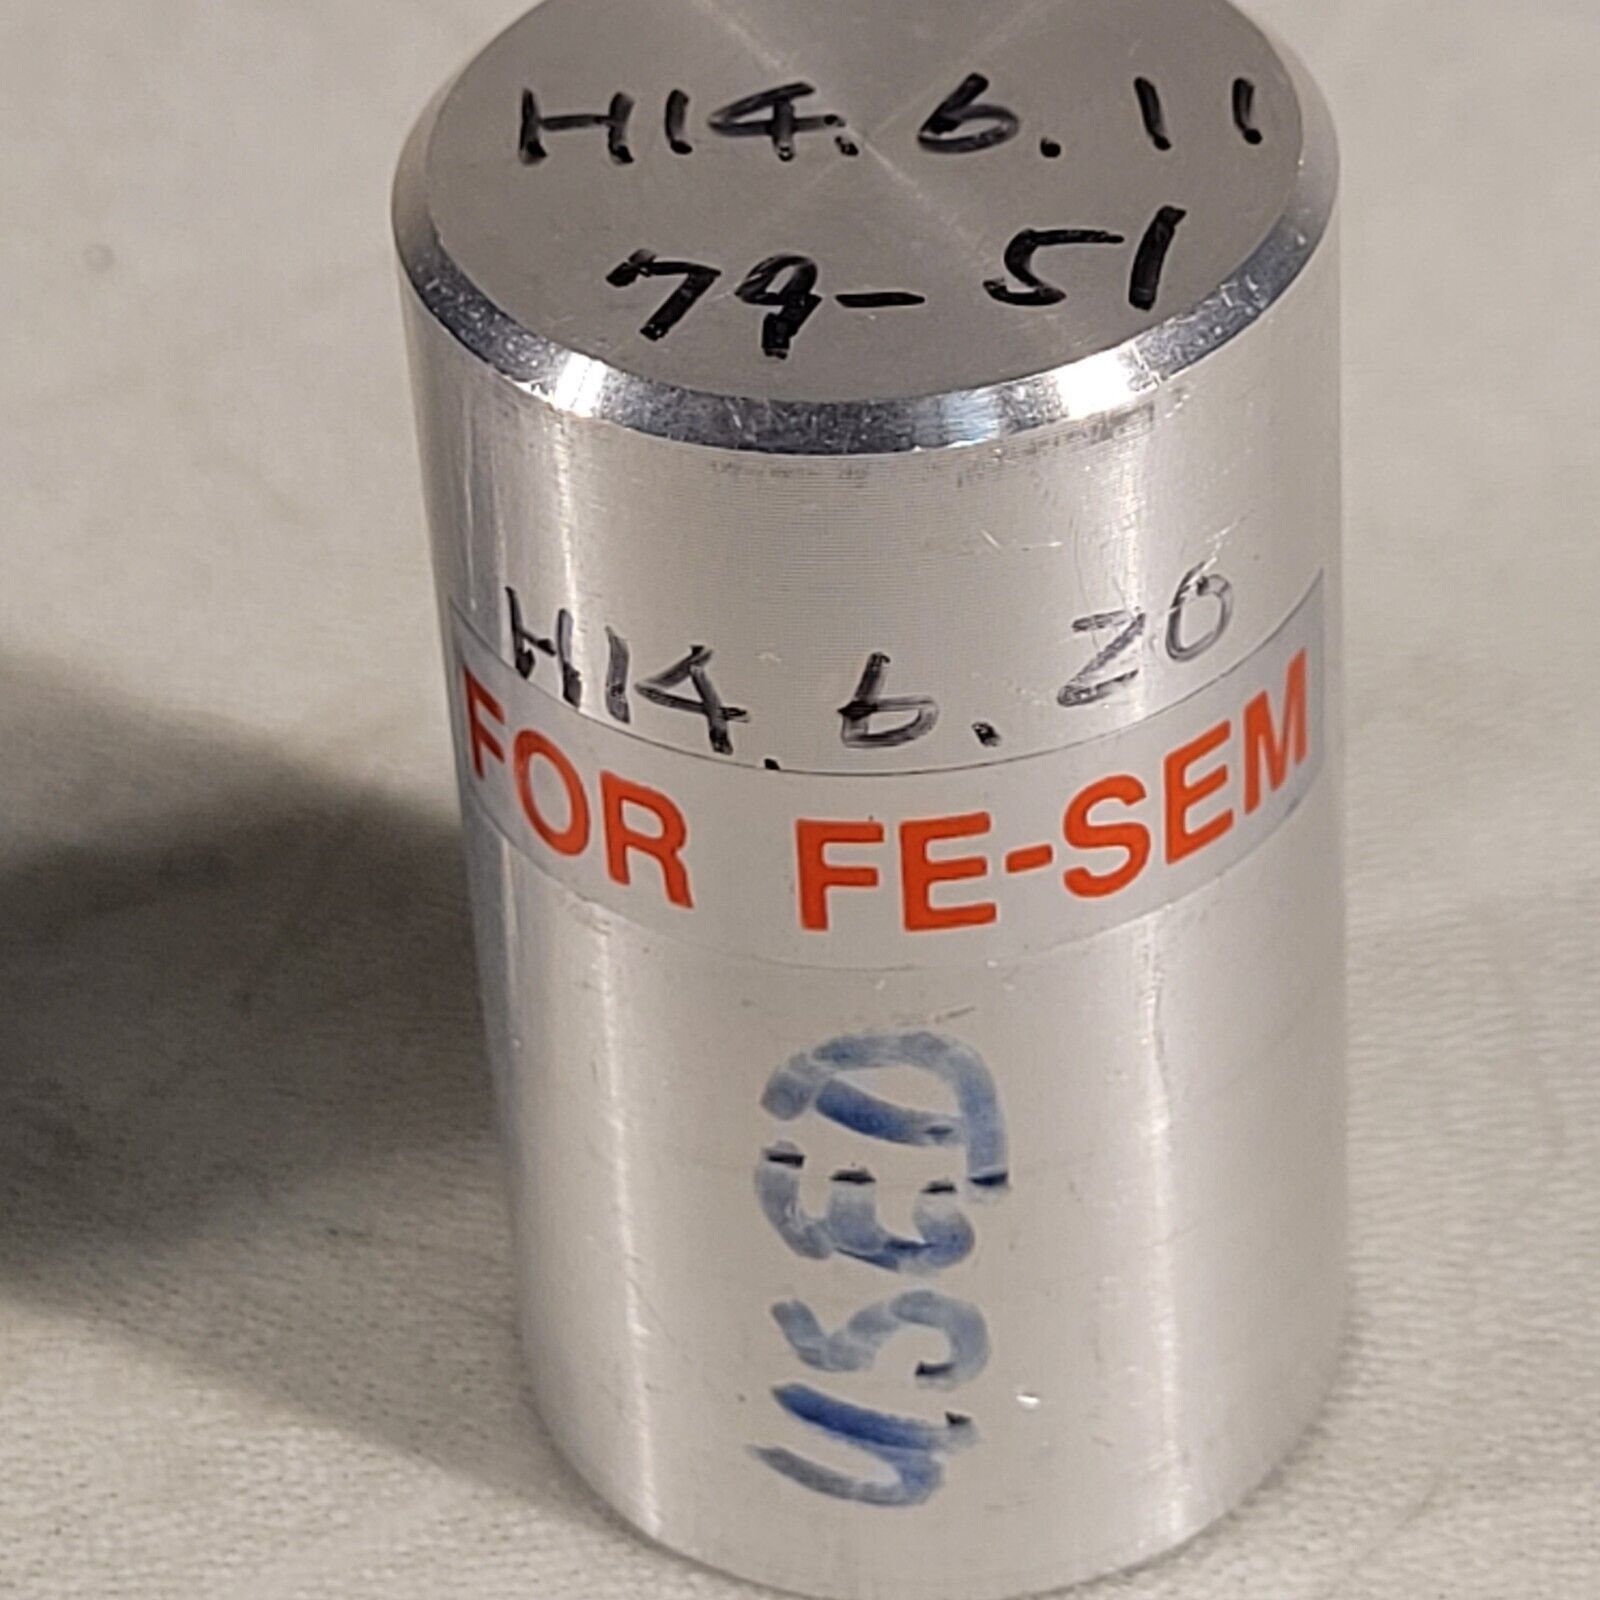 H14.6.11
79-51
H14.6.20
FOR FE-SEM
USED